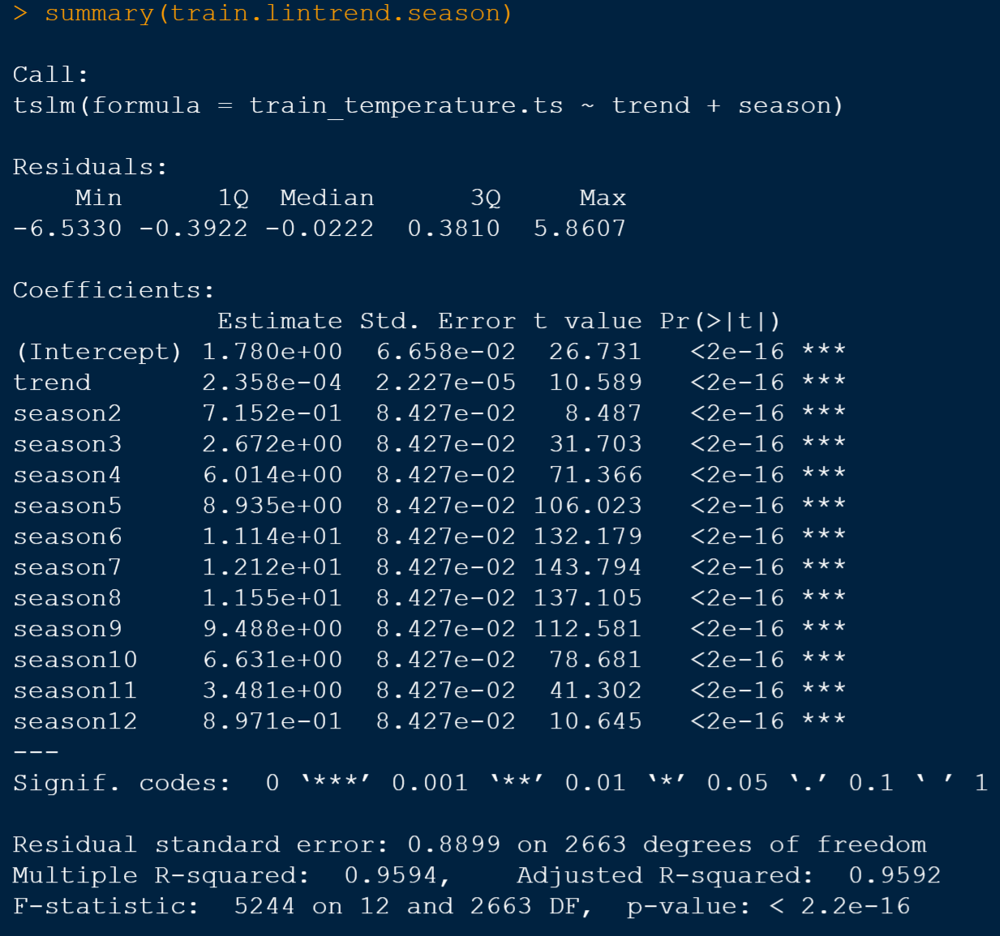 > summary(train.lintrend.season)
Call:
tslm(formula = train_temperature.ts ~ trend + season)
Residuals:
    Min      1Q  Median      3Q     Max
-6.5330 -0.3922 -0.0222  0.3810  5.8607
Coefficients:
             Estimate Std. Error t value Pr(>|t|)
(Intercept) 1.780e+00  6.658e-02  26.731   <2e-16 ***
trend       2.358e-04  2.227e-05  10.589   <2e-16 ***
season2     7.152e-01  8.427e-02   8.487   <2e-16 ***
season3     2.672e+00  8.427e-02  31.703   <2e-16 ***
season4     6.014e+00  8.427e-02  71.366   <2e-16 ***
season5     8.935e+00  8.427e-02 106.023   <2e-16 ***
season6     1.114e+01  8.427e-02 132.179   <2e-16 ***
season7     1.212e+01  8.427e-02 143.794   <2e-16 ***
season8     1.155e+01  8.427e-02 137.105   <2e-16 ***
season9     9.488e+00  8.427e-02 112.581   <2e-16 ***
season10    6.631e+00  8.427e-02  78.681   <2e-16 ***
season11    3.481e+00  8.427e-02  41.302   <2e-16 ***
season12    8.971e-01  8.427e-02  10.645   <2e-16 ***
---
Signif. codes:  0 ‘***’ 0.001 ‘**’ 0.01 ‘*’ 0.05 ‘.’ 0.1 ‘ ’ 1
Residual standard error: 0.8899 on 2663 degrees of freedom
Multiple R-squared:  0.9594,    Adjusted R-squared:  0.9592
F-statistic:  5244 on 12 and 2663 DF,  p-value: < 2.2e-16